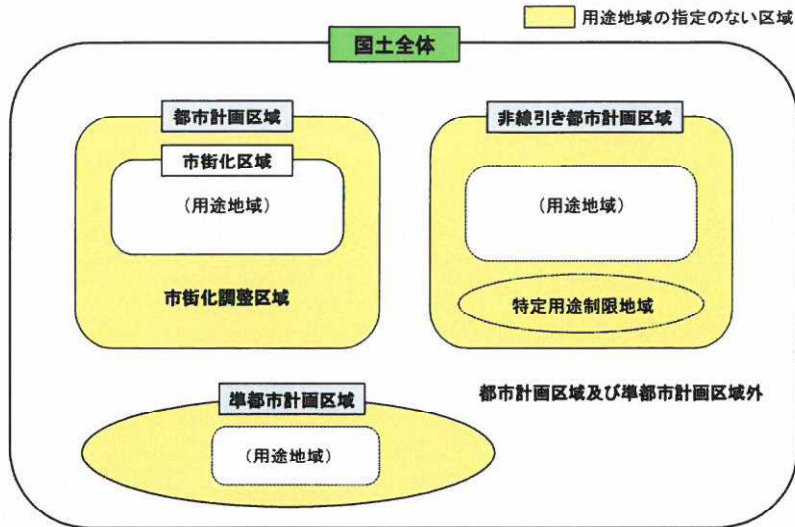 用途地域の指定のない区域
国土全体
都市計画区域
市街化区域
(用途地域)
市街化調整区域
非線引き都市計画区域
(用途地域)
特定用途制限地域
準都市計画区域
(用途地域)
都市計画区域及び準都市計画区域外